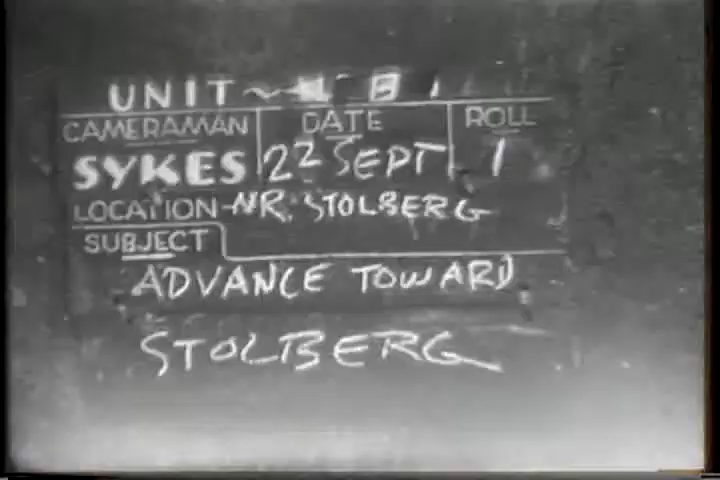 UNIT
CAMERAMAN DATE ROLL
SYKES 22 SEPT 1
LOCATION - NR. STOLBERG
SUBJECT
ADVANCE TOWARD
STOLBERG